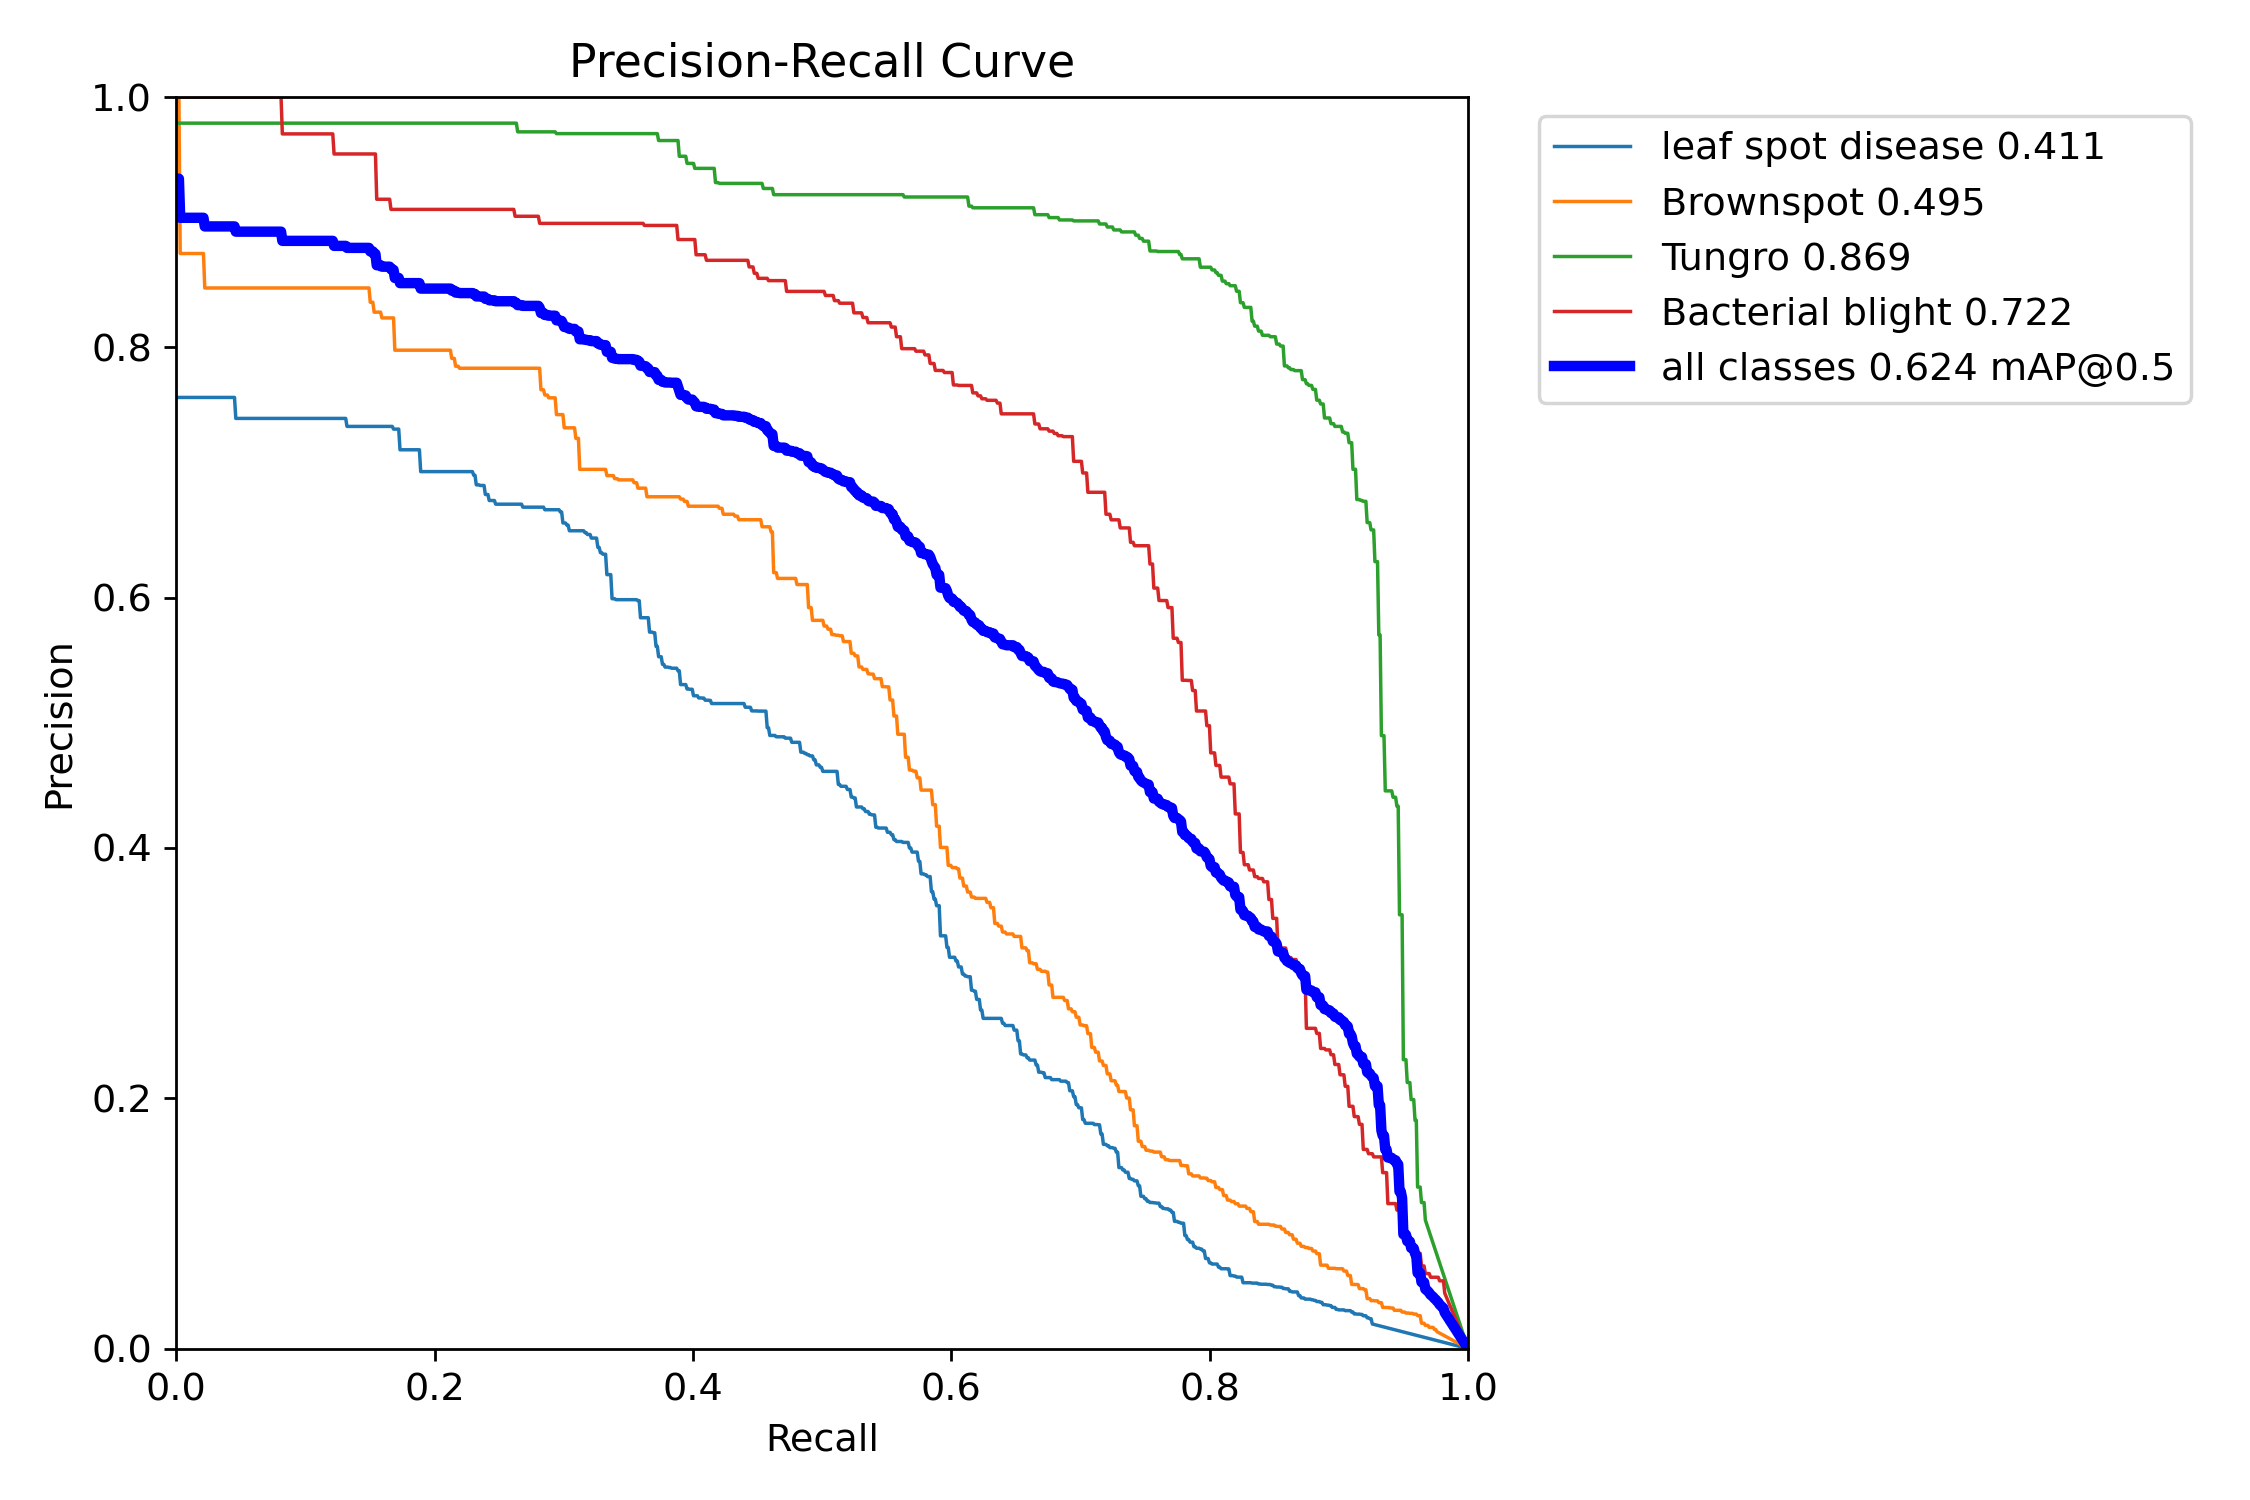 Precision-Recall Curve
1.0
0.8
0.6
0.4
0.2
0.0
Precision
0.0 0.2 0.4 0.6 0.8 1.0
Recall
leaf spot disease 0.411
Brownspot 0.495
Tungro 0.869
Bacterial blight 0.722
all classes 0.624 mAP@0.5